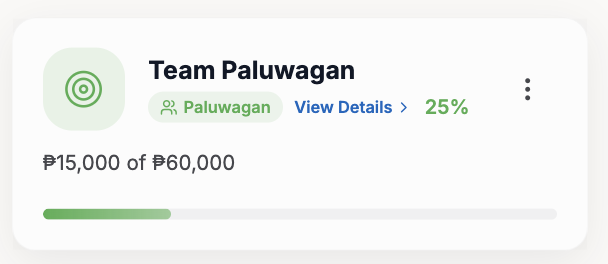 Team Paluwagan
Paluwagan View Details > 25%
₱15,000 of ₱60,000